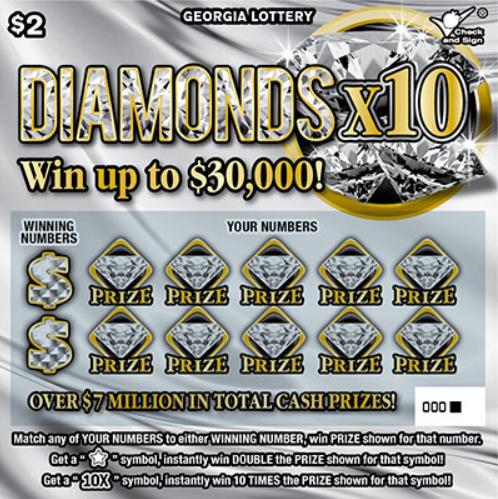 $2
GEORGIA LOTTERY
Check
and Sign
®
DIAMONDS x10
Win up to $30,000!
WINNING
NUMBERS
YOUR NUMBERS
$
PRIZE PRIZE PRIZE PRIZE PRIZE
$
PRIZE PRIZE PRIZE PRIZE PRIZE
OVER $7 MILLION IN TOTAL CASH PRIZES!
000■
Match any of YOUR NUMBERS to either WINNING NUMBER, win PRIZE shown for that number.
Get a "☆" symbol, instantly win DOUBLE the PRIZE shown for that symbol!
Get a "10X" symbol, instantly win 10 TIMES the PRIZE shown for that symbol!